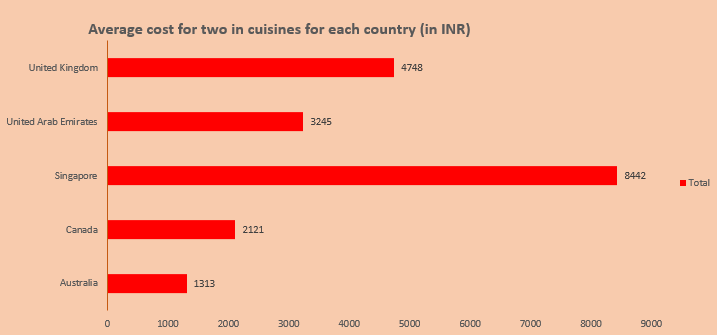 Average cost for two in cuisines for each country (in INR)
United Kingdom 4748
United Arab Emirates 3245
Singapore 8442
Total
Canada 2121
Australia 1313
0 1000 2000 3000 4000 5000 6000 7000 8000 9000